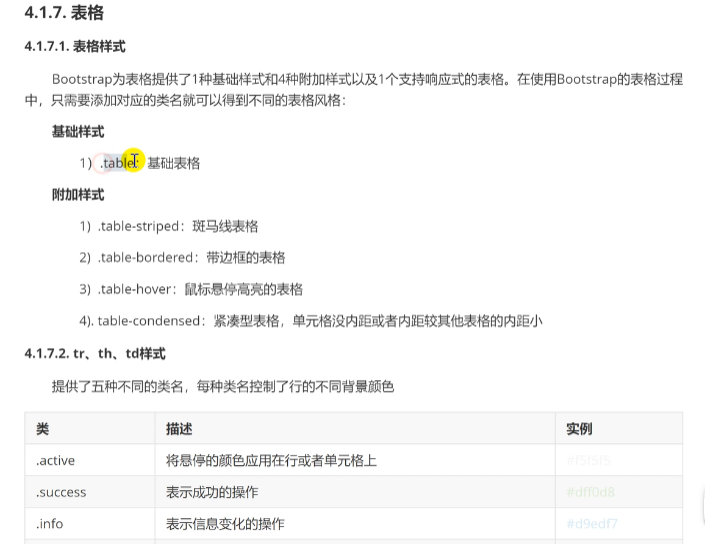 4.1.7. 表格
4.1.7.1. 表格样式
Bootstrap为表格提供了1种基础样式和4种附加样式以及1个支持响应式的表格。在使用Bootstrap的表格过程
中，只需要添加对应的类名就可以得到不同的表格风格：
基础样式
1) .table：基础表格
附加样式
1) .table-striped：斑马线表格
2) .table-bordered：带边框的表格
3) .table-hover：鼠标悬停高亮的表格
4). table-condensed：紧凑型表格，单元格没内距或者内距较其他表格的内距小
4.1.7.2. tr、th、td样式
提供了五种不同的类名，每种类名控制了行的不同背景颜色
类 描述 实例
.active 将悬停的颜色应用在行或者单元格上 #f5f5f5
.success 表示成功的操作 #dff0d8
.info 表示信息变化的操作 #d9edf7